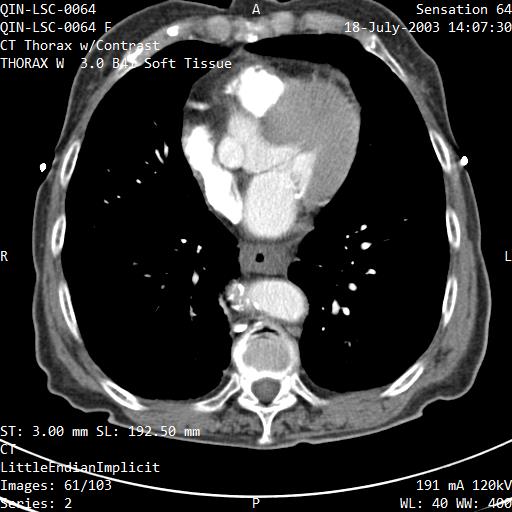 QIN-LSC-0064
A
Sensation 64
QIN-LSC-0064 F
18-July-2003 14:07:30
CT Thorax w/Contrast
THORAX W 3.0 B45 Soft Tissue
R
L
ST: 3.00 mm SL: 192.50 mm
CT
LittleEndianImplicit
Images: 61/103
191 mA 120kV
Series: 2
P
WL: 40 WW: 400